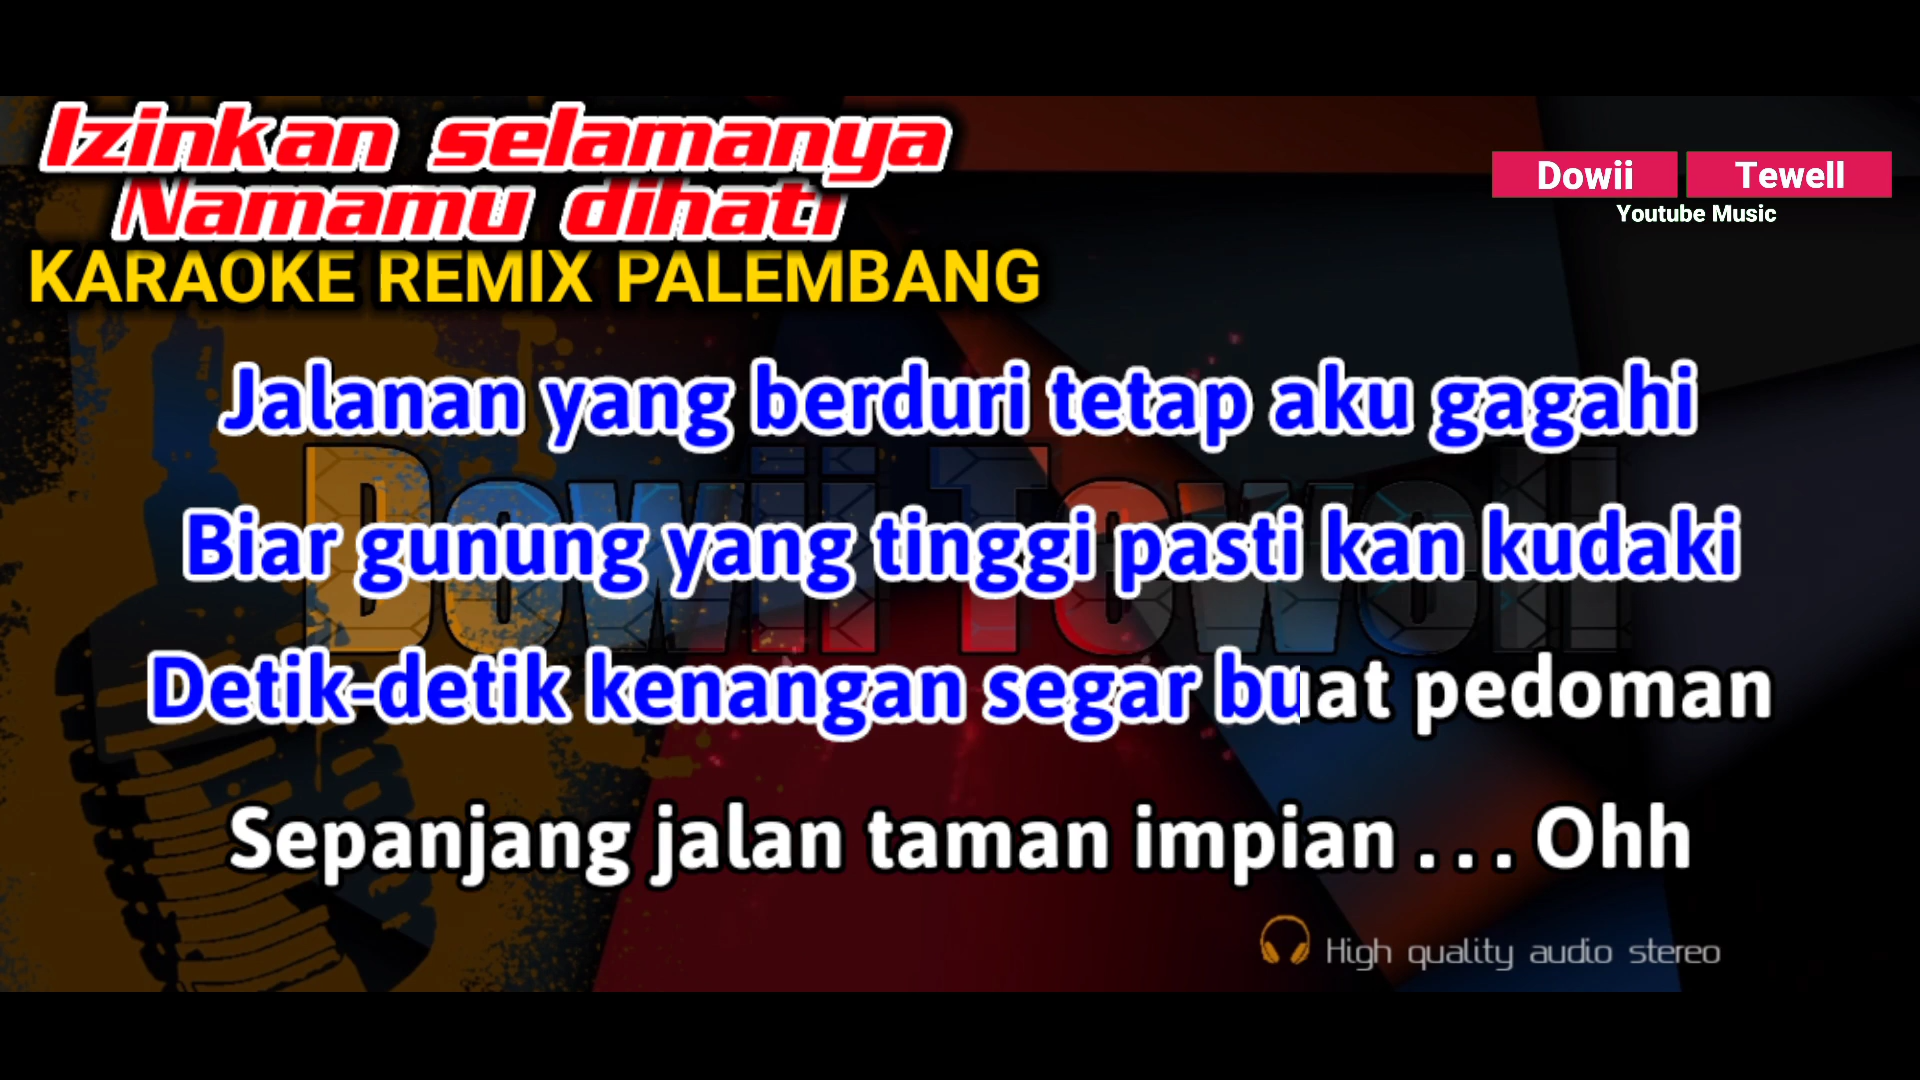 Izinkan selamanya
Namamu dihati
KARAOKE REMIX PALEMBANG
Dowii Tewell
Youtube Music
Jalanan yang berduri tetap aku gagahi
Dowii Tewell
Biar gunung yang tinggi pasti kan kudaki
Detik-detik kenangan segar buat pedoman
Sepanjang jalan taman impian . . . Ohh
High quality audio stereo